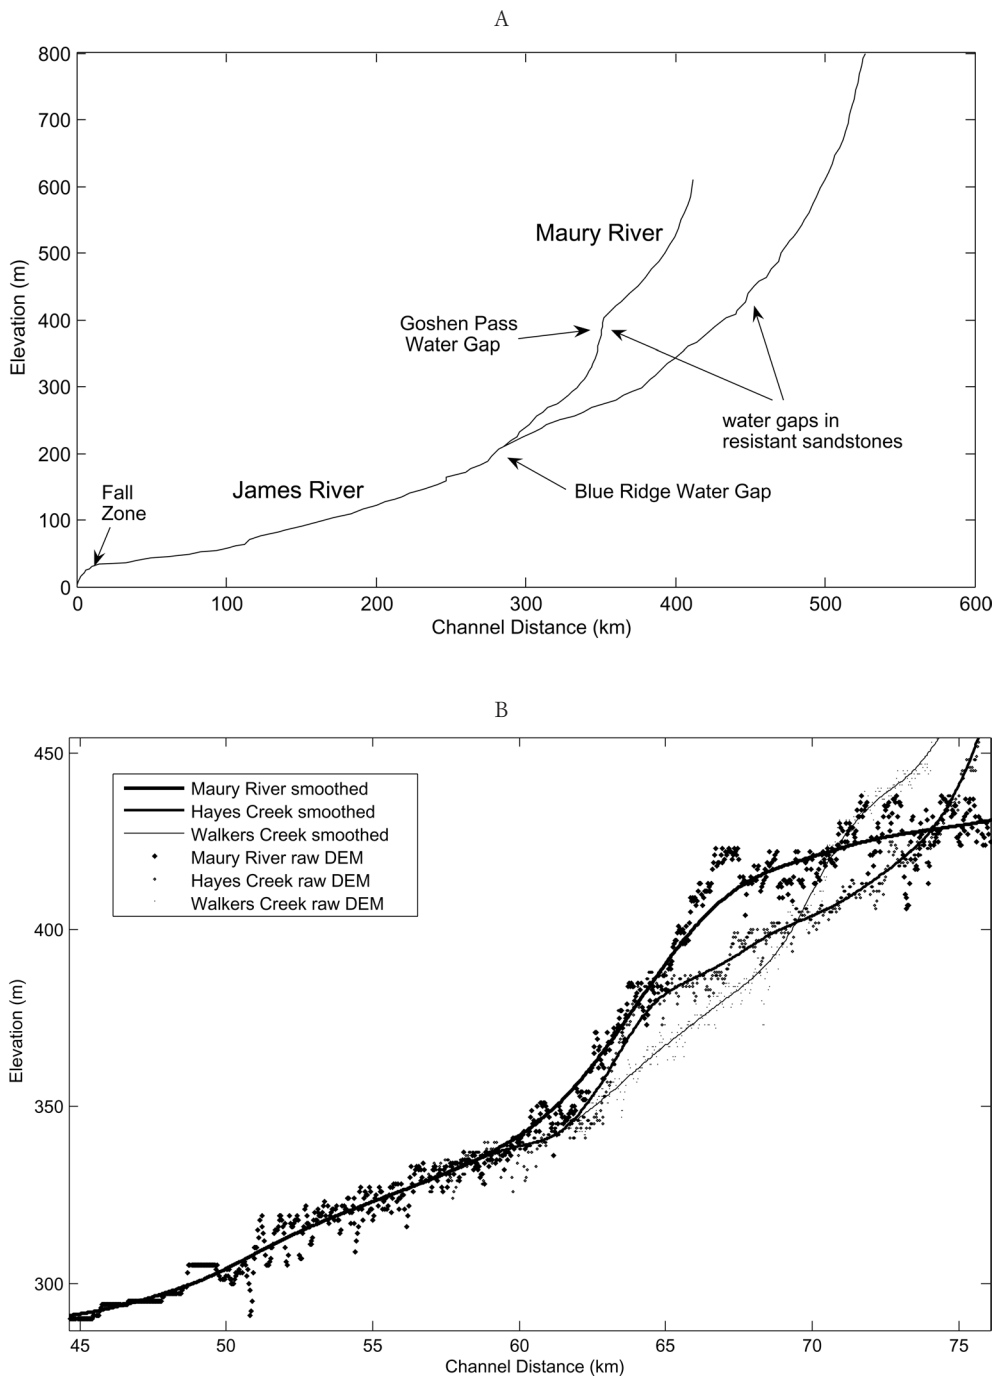 A
800
700
600
500
400
300
200
100
0
Elevation (m)
Maury River
Goshen Pass
Water Gap
water gaps in
resistant sandstones
James River
Blue Ridge Water Gap
Fall
Zone
0 100 200 300 400 500 600
Channel Distance (km)
B
450
400
350
300
Elevation (m)
Maury River smoothed
Hayes Creek smoothed
Walkers Creek smoothed
Maury River raw DEM
Hayes Creek raw DEM
Walkers Creek raw DEM
45 50 55 60 65 70 75
Channel Distance (km)